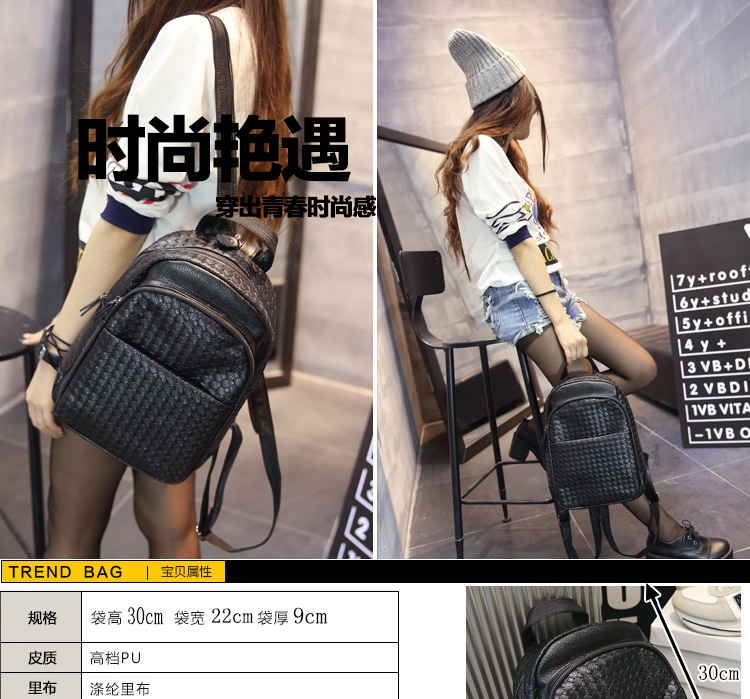 时尚艳遇
穿出青春时尚感
7y+roof
6y+stud
5y+offi
4 y +
3 VB+D
2 VBDI
1VB VITA
-1VB O
TREND BAG | 宝贝属性
规格 袋高 30cm 袋宽 22cm 袋厚 9cm
皮质 高档PU
里布 涤纶里布
30cm